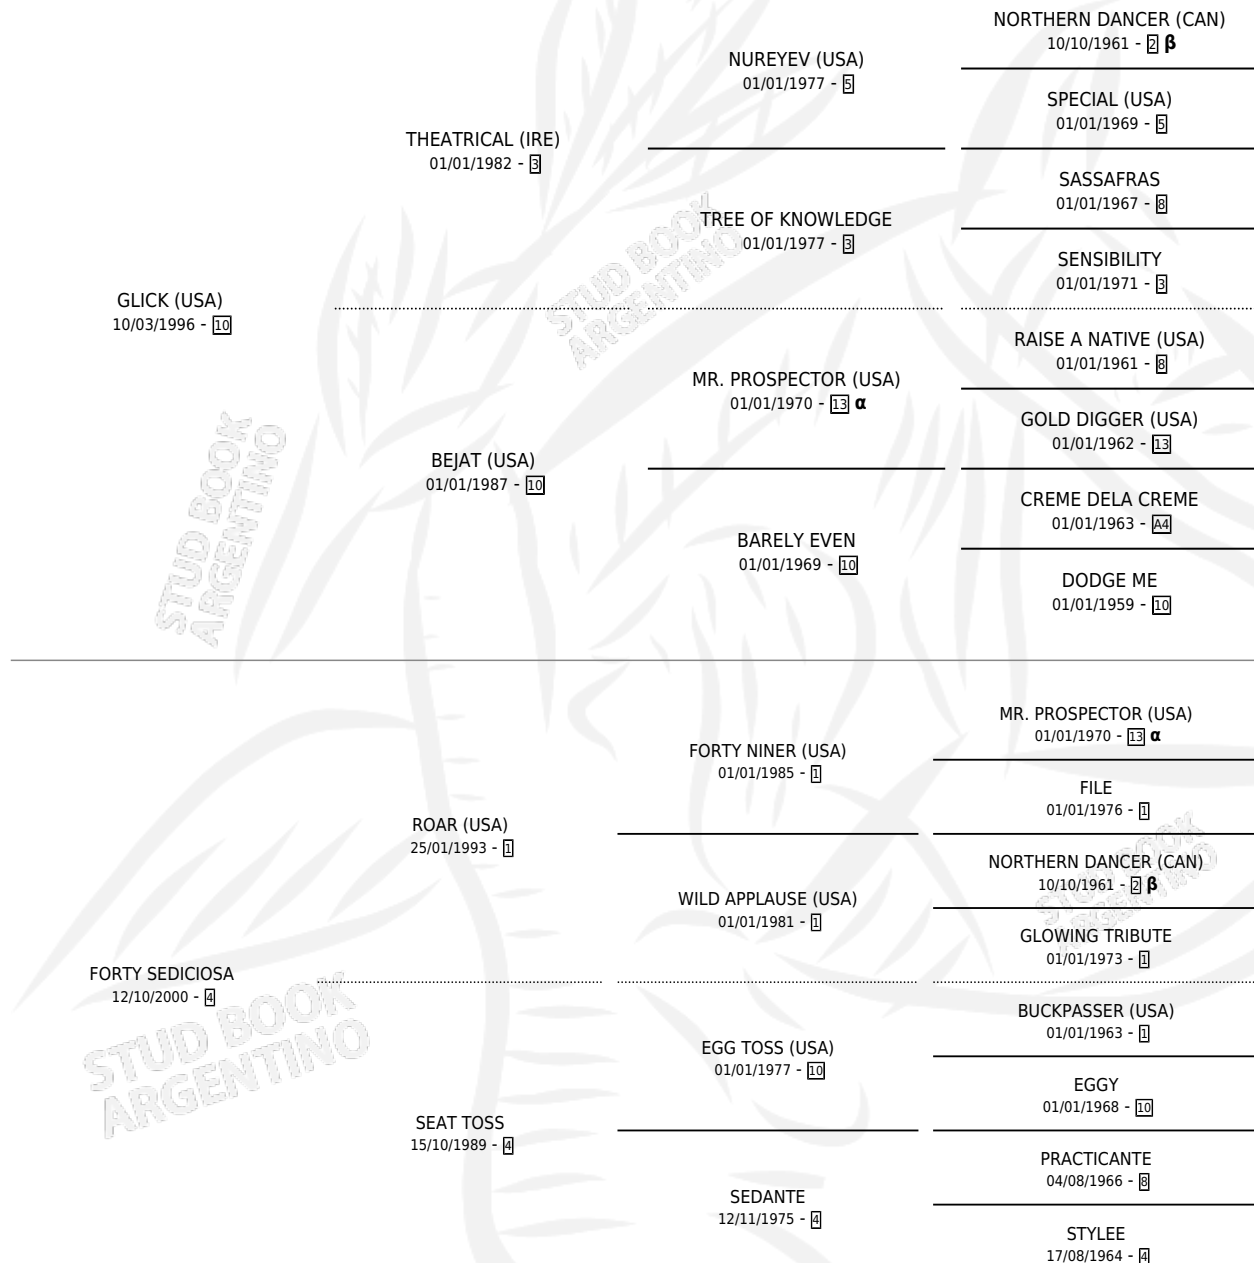 NORTHERN DANCER (CAN)
10/10/1961 - 2 β
NUREYEV (USA)
01/01/1977 - 5
SPECIAL (USA)
01/01/1969 - 5
THEATRICAL (IRE)
01/01/1982 - 3
SASSAFRAS
01/01/1967 - 8
TREE OF KNOWLEDGE
01/01/1977 - 3
SENSIBILITY
01/01/1971 - 3
STUD BOOK
ARGENTINO
GLICK (USA)
10/03/1996 - 10
RAISE A NATIVE (USA)
01/01/1961 - 8
MR. PROSPECTOR (USA)
01/01/1970 - 13 α
GOLD DIGGER (USA)
01/01/1962 - 13
BEJAT (USA)
01/01/1987 - 10
CREME DELA CREME
01/01/1963 - A4
BARELY EVEN
01/01/1969 - 10
DODGE ME
01/01/1959 - 10
STUD BOOK
ARGENTINO
MR. PROSPECTOR (USA)
01/01/1970 - 13 α
FORTY NINER (USA)
01/01/1985 - 1
FILE
01/01/1976 - 1
ROAR (USA)
25/01/1993 - 1
NORTHERN DANCER (CAN)
10/10/1961 - 2 β
WILD APPLAUSE (USA)
01/01/1981 - 1
GLOWING TRIBUTE
01/01/1973 - 1
STUD BOOK
ARGENTINO
FORTY SEDICIOSA
12/10/2000 - 4
BUCKPASSER (USA)
01/01/1963 - 1
EGG TOSS (USA)
01/01/1977 - 10
EGGY
01/01/1968 - 10
STUD BOOK
ARGENTINO
SEAT TOSS
15/10/1989 - 4
PRACTICANTE
04/08/1966 - 8
SEDANTE
12/11/1975 - 4
STYLEE
17/08/1964 - 4